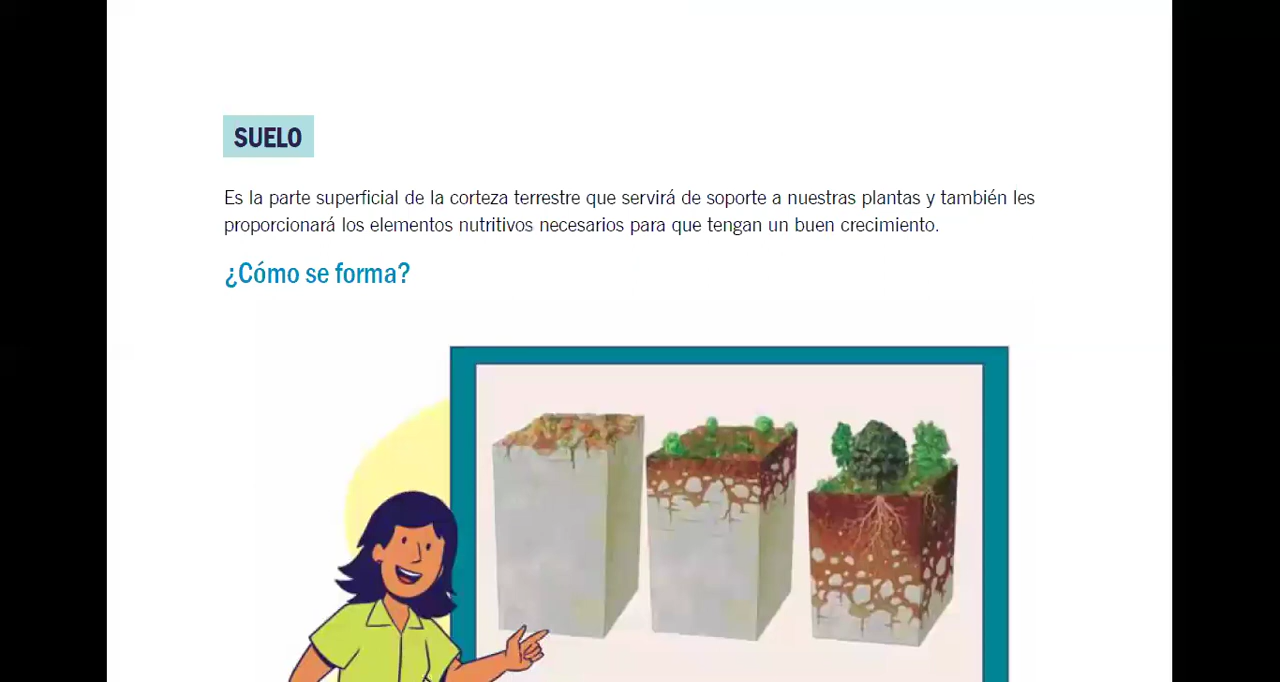 SUELO
Es la parte superficial de la corteza terrestre que servirá de soporte a nuestras plantas y también les
proporcionará los elementos nutritivos necesarios para que tengan un buen crecimiento.
¿Cómo se forma?